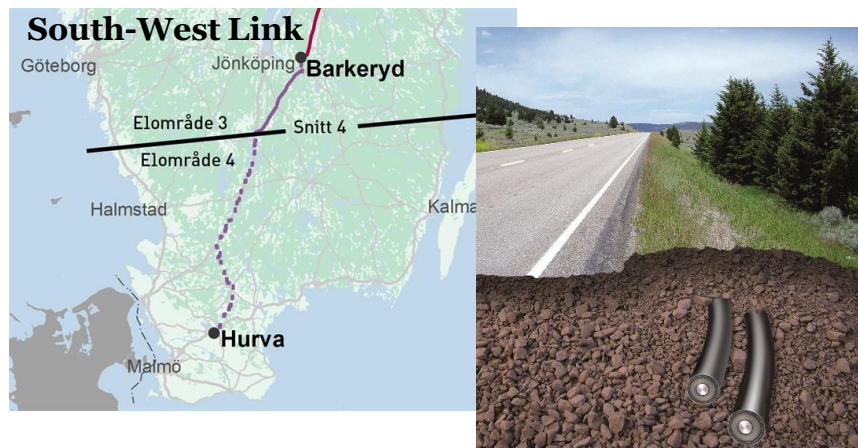 South-West Link
Göteborg
Jönköping
Barkeryd
Elområde 3
Snitt 4
Elområde 4
Halmstad
Kalma
Hurva
Malmö